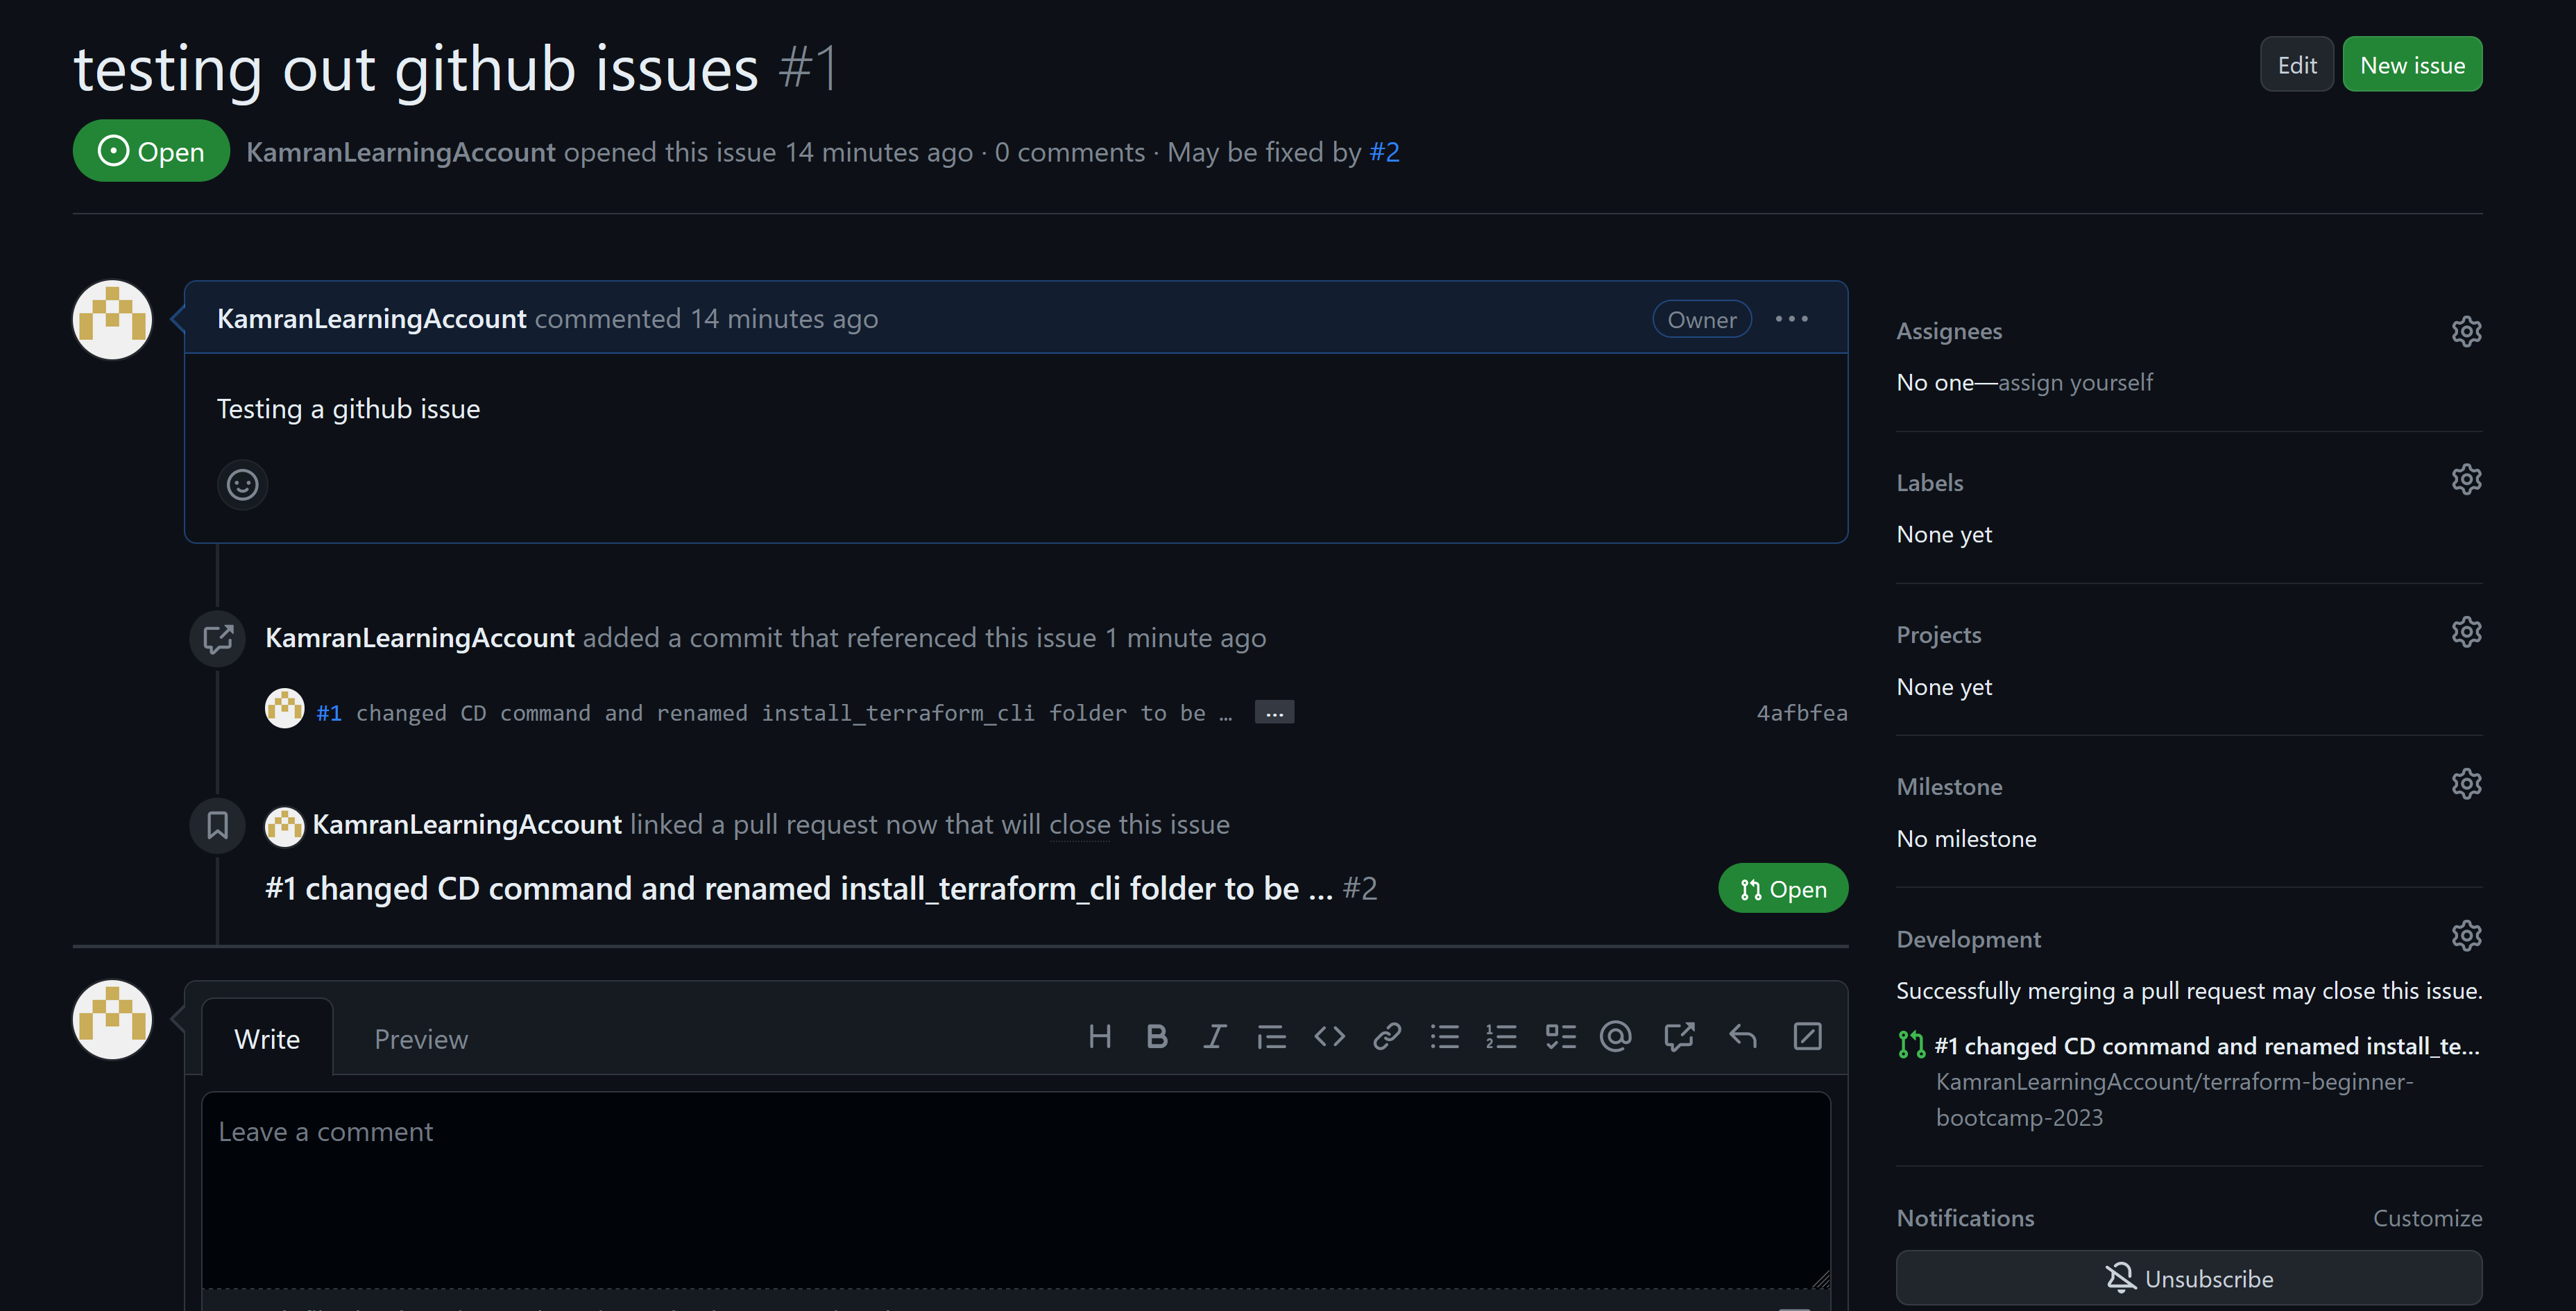 testing out github issues #1
Edit
New issue
Open
KamranLearningAccount opened this issue 14 minutes ago · 0 comments · May be fixed by #2
KamranLearningAccount commented 14 minutes ago
Owner
Testing a github issue
KamranLearningAccount added a commit that referenced this issue 1 minute ago
#1 changed CD command and renamed install_terraform_cli folder to be …
4afbfea
KamranLearningAccount linked a pull request now that will close this issue
#1 changed CD command and renamed install_terraform_cli folder to be … #2
Open
Write
Preview
Leave a comment
Assignees
No one—assign yourself
Labels
None yet
Projects
None yet
Milestone
No milestone
Development
Successfully merging a pull request may close this issue.
#1 changed CD command and renamed install_te...
KamranLearningAccount/terraform-beginner-
bootcamp-2023
Notifications
Customize
Unsubscribe